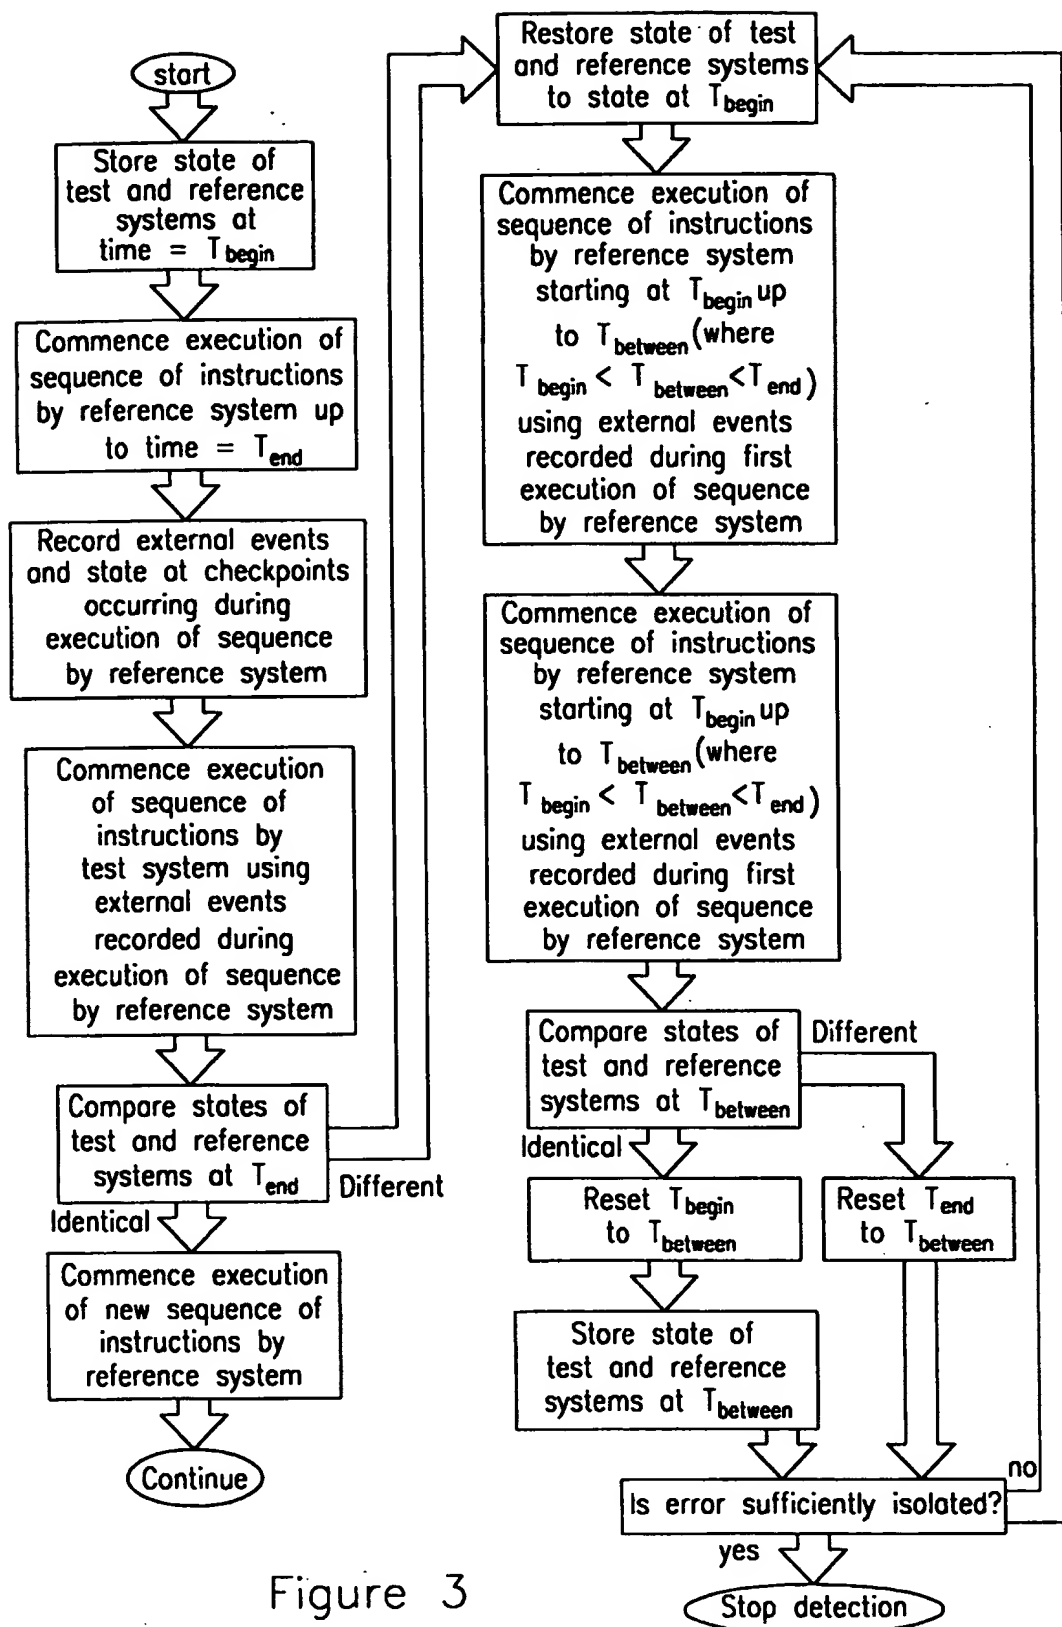 start
Store state of
test and reference
systems at
time = Tbegin
Commence execution of
sequence of instructions
by reference system up
to time = Tend
Record external events
and state at checkpoints
occurring during
execution of sequence
by reference system
Commence execution
of sequence of
instructions by
test system using
external events
recorded during
execution of sequence
by reference system
Compare states of
test and reference
systems at Tend
Different
Identical
Commence execution
of new sequence of
instructions by
reference system
Continue
Restore state of test
and reference systems
to state at Tbegin
Commence execution of
sequence of instructions
by reference system
starting at Tbegin up
to Tbetween (where
Tbegin < Tbetween < Tend)
using external events
recorded during first
execution of sequence
by reference system
Commence execution of
sequence of instructions
by reference system
starting at Tbegin up
to Tbetween (where
Tbegin < Tbetween < Tend)
using external events
recorded during first
execution of sequence
by reference system
Compare states of
test and reference
systems at Tbetween
Different
Identical
Reset Tbegin
to Tbetween
Reset Tend
to Tbetween
Store state of
test and reference
systems at Tbetween
Is error sufficiently isolated?
no
yes
Stop detection
Figure 3